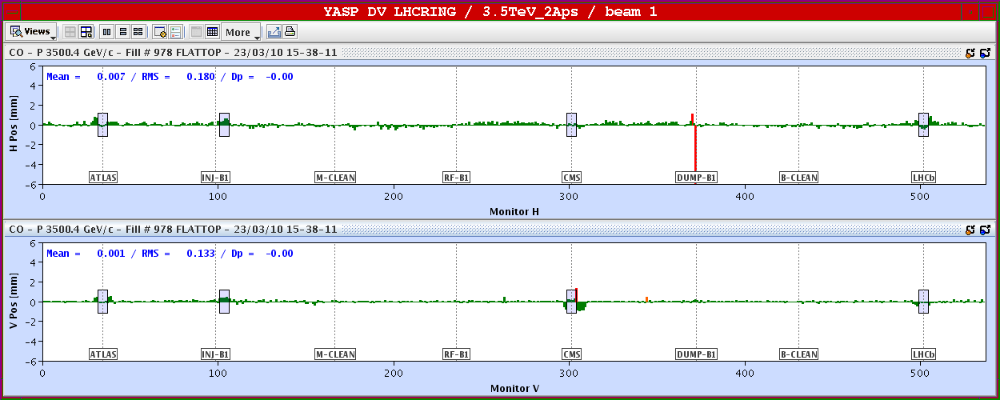 YASP DV LHCRING / 3.5TeV_2Aps / beam 1
Views More
CO - P 3500.4 GeV/c - Fill # 978 FLATTOP - 23/03/10 15-38-11
Mean = 0.007 / RMS = 0.180 / Dp = -0.00
H Pos [mm]
6
4
2
0
-2
-4
-6
ATLAS INJ-B1 M-CLEAN RF-B1 CMS DUMP-B1 B-CLEAN LHCb
0 100 200 300 400 500
Monitor H
CO - P 3500.4 GeV/c - Fill # 978 FLATTOP - 23/03/10 15-38-11
Mean = 0.001 / RMS = 0.133 / Dp = -0.00
V Pos [mm]
6
4
2
0
-2
-4
-6
ATLAS INJ-B1 M-CLEAN RF-B1 CMS DUMP-B1 B-CLEAN LHCb
0 100 200 300 400 500
Monitor V